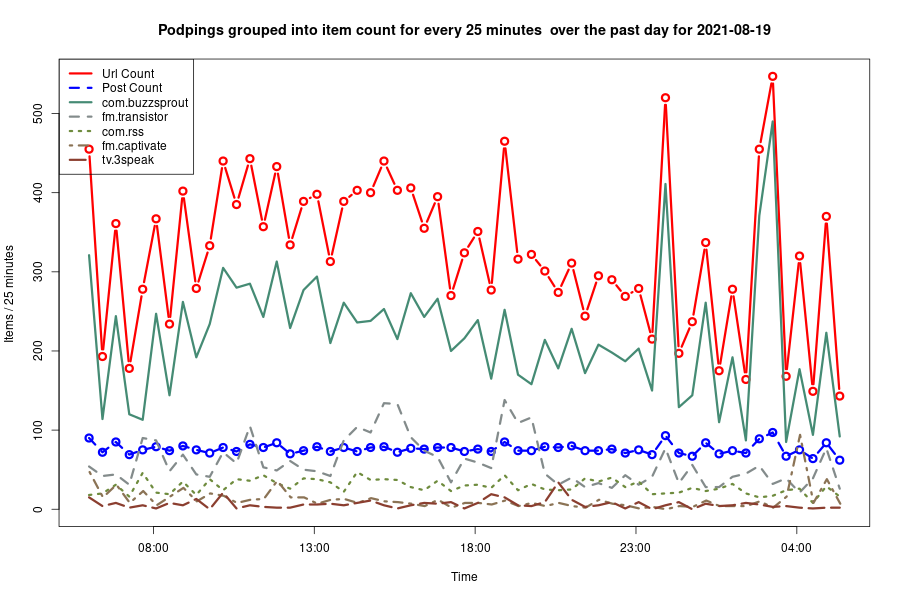 Podpings grouped into item count for every 25 minutes  over the past day for 2021-08-19
Url Count
Post Count
com.buzzsprout
fm.transistor
com.rss
fm.captivate
tv.3speak
Items / 25 minutes
500
400
300
200
100
0
08:00
13:00
18:00
23:00
04:00
Time